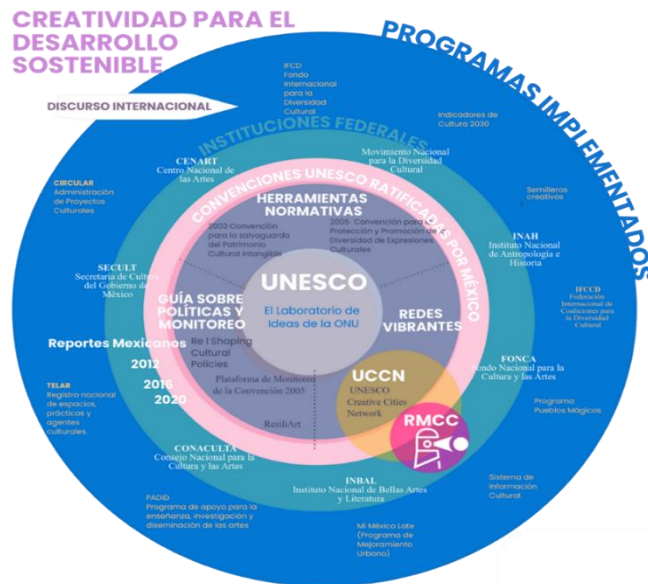 CREATIVIDAD PARA EL
DESARROLLO
SOSTENIBLE
DISCURSO INTERNACIONAL
PROGRAMAS IMPLEMENTADOS
IFCD
Fondo
Internacional
para la
Diversidad
Cultural
Indicadores de
Cultura 2030
Semilleros
creativos
IFCCD
Federación
Internacional de
Coaliciones para
la Diversidad
Cultural
Programa
Pueblos Mágicos
Sistema de
Información
Cultural
Mi México Late
(Programa de
Mejoramiento
Urbano)
PADID
Programa de apoyo para la
enseñanza, investigación y
diseminación de las artes
TELAR
Registro nacional
de espacios,
prácticas y
agentes
culturales.
CIRCULAR
Administración
de Proyectos
Culturales
INSTITUCIONES FEDERALES
CENART
Centro Nacional de
las Artes
Movimiento Nacional
para la Diversidad
Cultural
INAH
Instituto Nacional
de Antropología e
Historia
FONCA
Fondo Nacional para la
Cultura y las Artes
INBAL
Instituto Nacional de Bellas Artes
y Literatura
CONACULTA
Consejo Nacional para la
Cultura y las Artes
SECULT
Secretaria de Cultura
del Gobierno de
México
CONVENCIONES UNESCO RATIFICADAS POR MÉXICO
HERRAMIENTAS
NORMATIVAS
2003 Convención
para la salvaguarda
del Patrimonio
Cultural Intangible
2005 Convención para la
Protección y Promoción de la
Diversidad de Expresiones
Culturales
UNESCO
El Laboratorio de
Ideas de la ONU
GUÍA SOBRE
POLÍTICAS Y
MONITOREO
Reportes Mexicanos
2012
2016
2020
Re | Shaping
Cultural
Policies
Plataforma de Monitoreo
de la Convención 2005
ResiliArt
REDES
VIBRANTES
UCCN
UNESCO
Creative Cities
Network
RMCC